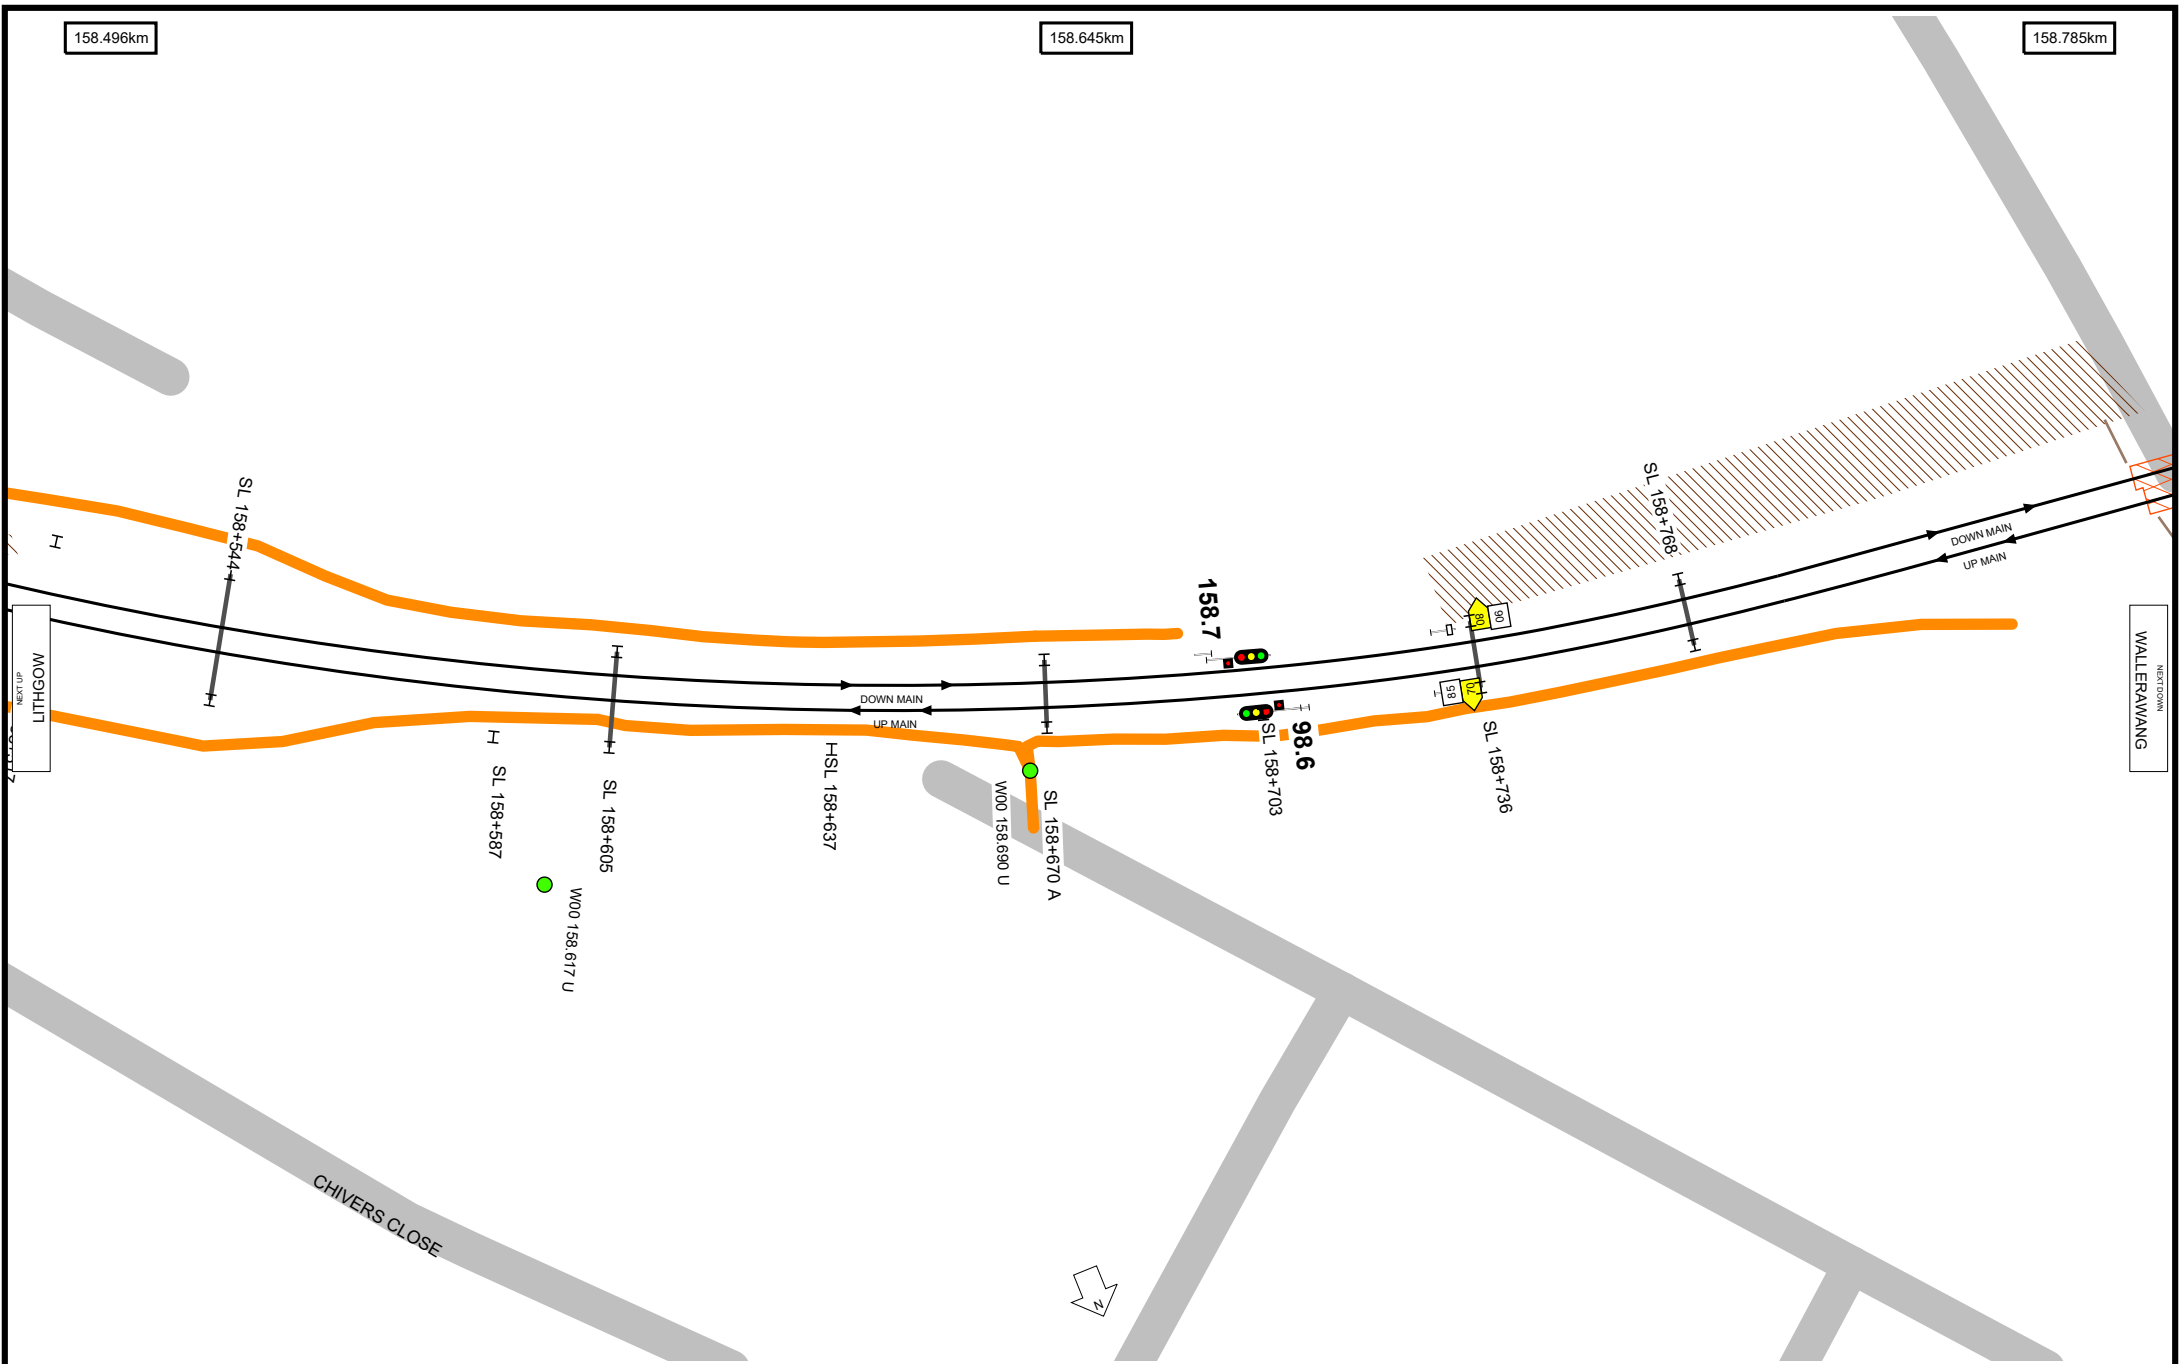 158.496km
158.645km
158.785km
SL 158+544
SL 158+768
158.7
90
80
DOWN MAIN
UP MAIN
NEXT UP
LITHGOW
DOWN MAIN
UP MAIN
85
70
98.6
SL 158+703
SL 158+736
NEXT DOWN
WALLERAWANG
SL 158+587
SL 158+605
SL 158+637
W00 158.690 U
SL 158+670 A
W00 158.617 U
CHIVERS CLOSE
N